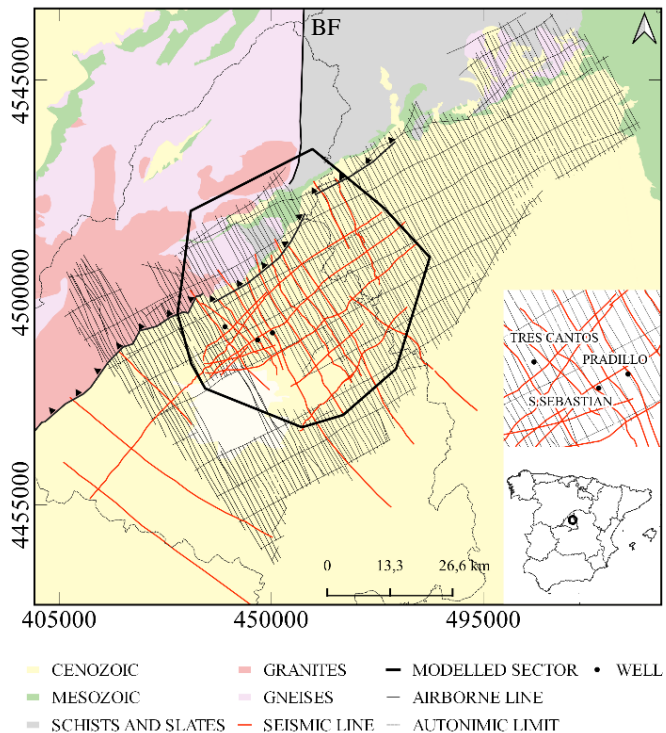 BF
4545000
4500000
4455000
TRES CANTOS
PRADILLO
S:SEBASTIAN
0 13,3 26,6 km
405000 450000 495000
CENOZOIC GRANITES MODELLED SECTOR WELL
MESOZOIC GNEISES AIRBORNE LINE
SCHISTS AND SLATES SEISMIC LINE AUTONIMIC LIMIT